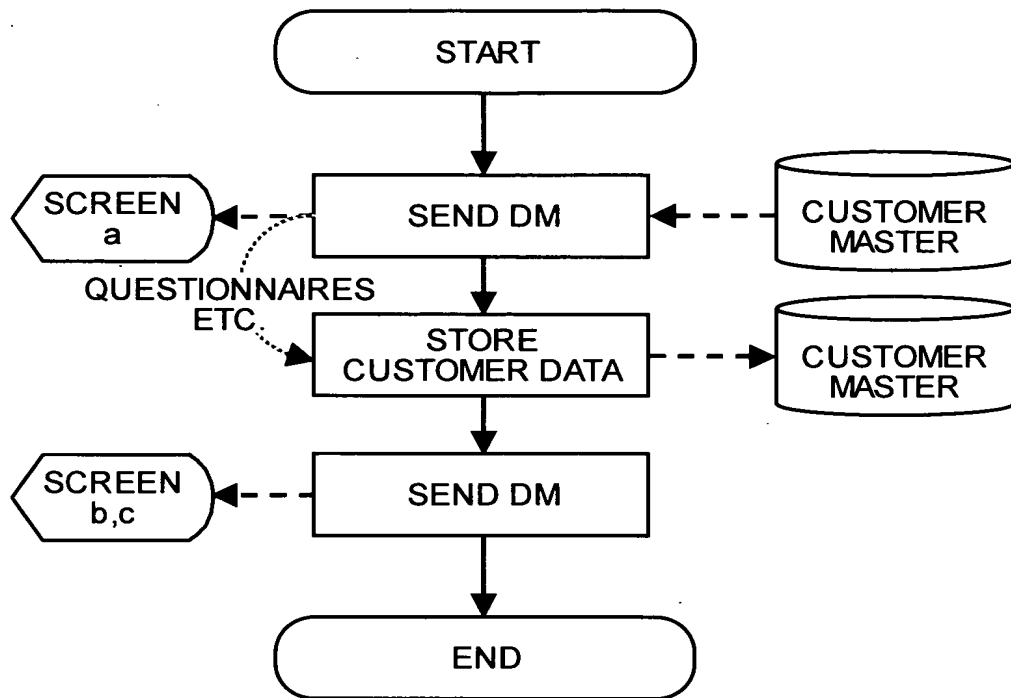 START
SCREEN
a
SEND DM
CUSTOMER
MASTER
QUESTIONNAIRES
ETC.
STORE
CUSTOMER DATA
CUSTOMER
MASTER
SCREEN
b,c
SEND DM
END